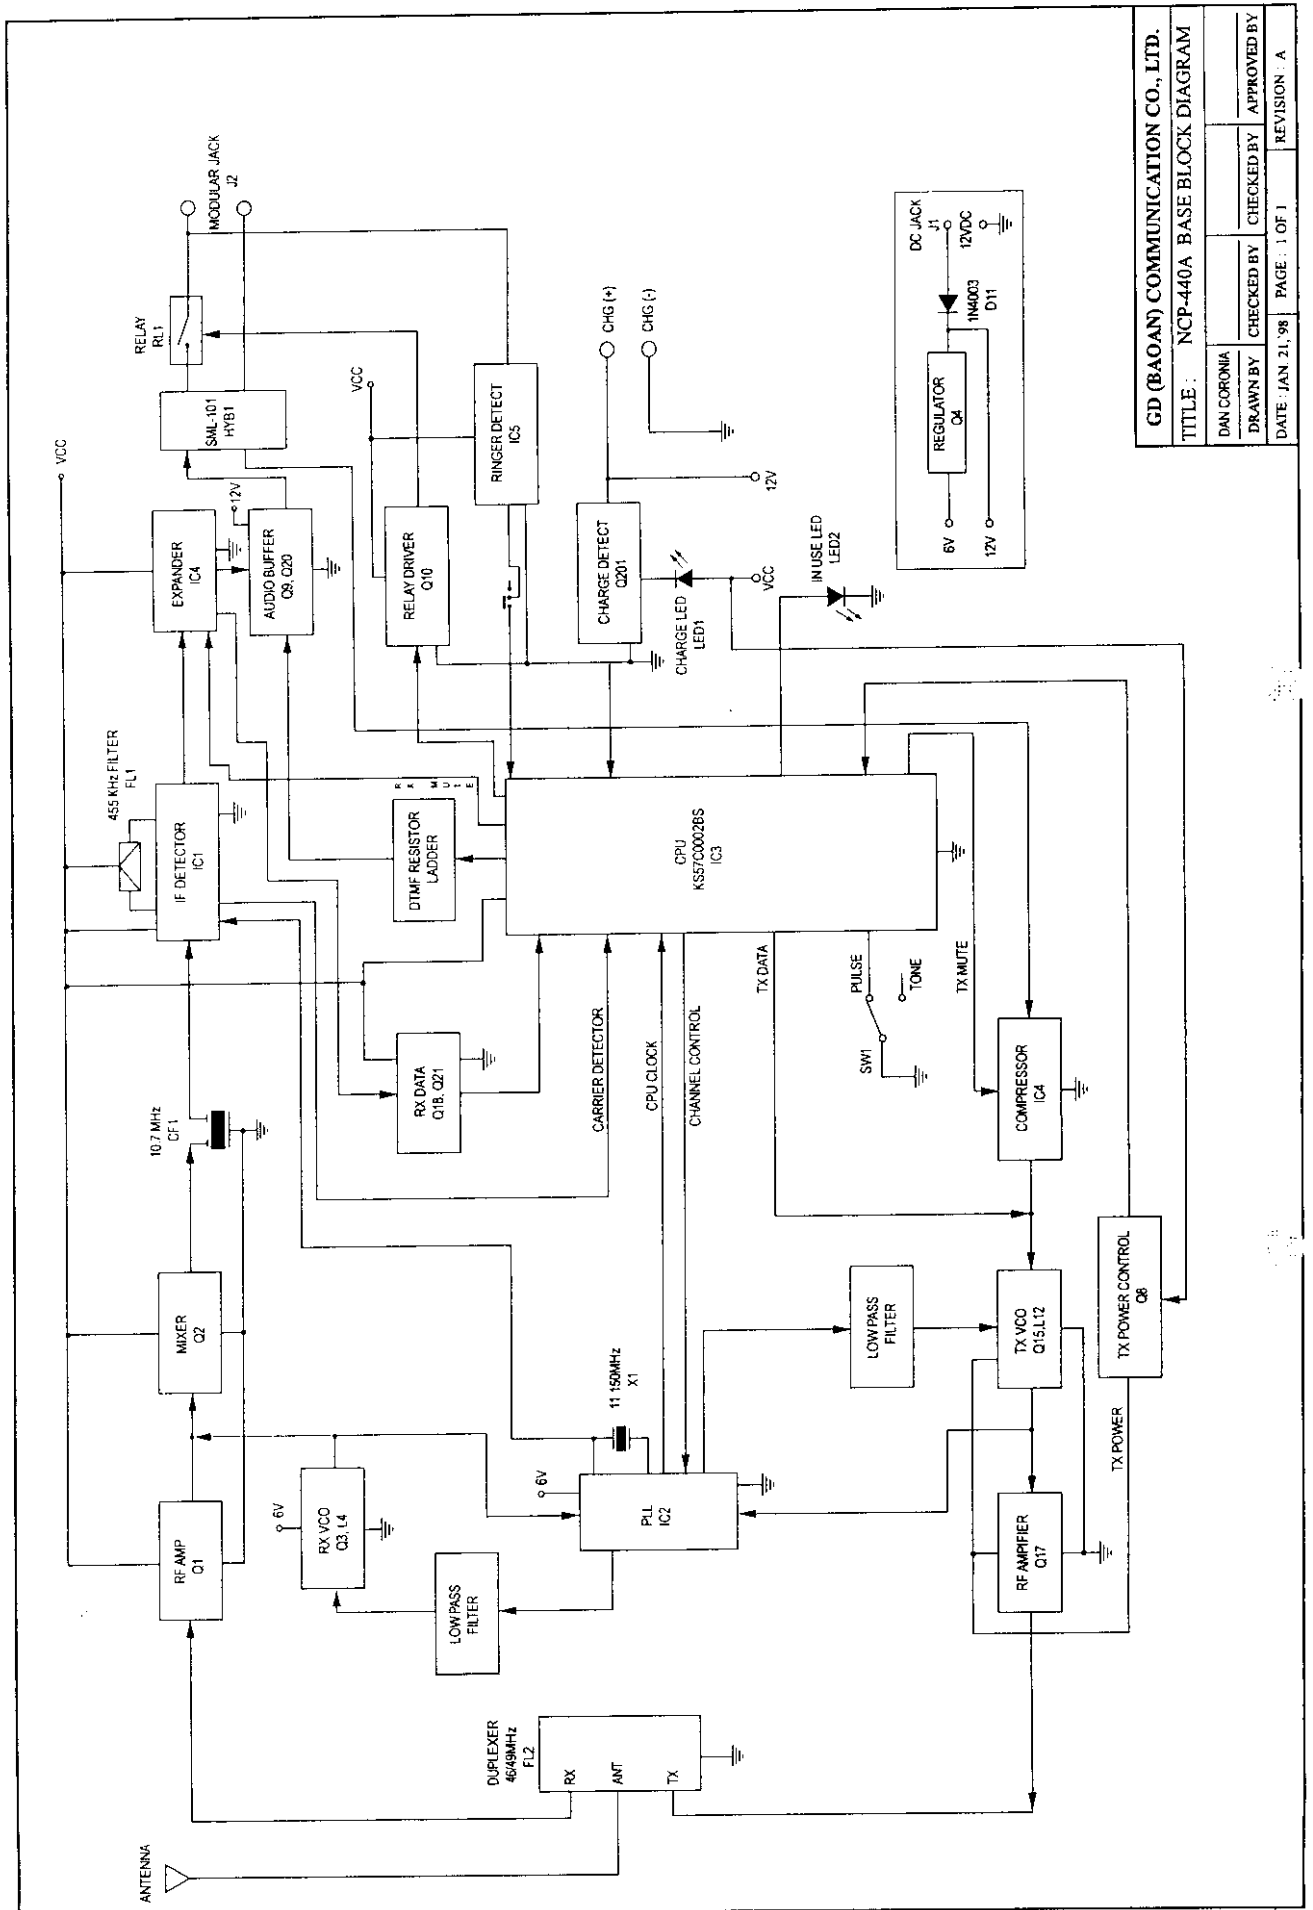 ANTENNA
DUPLEXER
46/49MHz
FL2
RX
ANT
TX
RF AMP
Q1
MIXER
Q2
10.7 MHz
CF1
455 KHz FILTER
FL1
IF DETECTOR
IC1
EXPANDER
IC4
VCC
12V
AUDIO BUFFER
Q9, Q20
SML-101
HYB1
RELAY
RL1
MODULAR JACK
J2
6V
RX VCO
Q3, L4
LOW PASS
FILTER
RX DATA
Q18, Q21
DTMF RESISTOR
LADDER
RX MUTE
RELAY DRIVER
Q10
VCC
RINGER DETECT
IC5
6V
11.150MHz
X1
PLL
IC2
CARRIER DETECTOR
CPU CLOCK
CHANNEL CONTROL
CPU
KS57C0002BS
IC3
CHARGE DETECT
Q201
CHG (+)
CHG (-)
12V
CHARGE LED
LED1
VCC
IN USE LED
LED2
TX DATA
PULSE
TONE
SW1
TX MUTE
LOW PASS
FILTER
COMPRESSOR
IC4
TX VCO
Q15,L12
RF AMPIFIER
Q17
TX POWER
TX POWER CONTROL
Q8
DC JACK
J1
12VDC
1N4003
D11
REGULATOR
Q4
6V
12V
GD (BAOAN) COMMUNICATION CO., LTD.
TITLE : NCP-440A BASE BLOCK DIAGRAM
DAN CORONIA
DRAWN BY CHECKED BY CHECKED BY APPROVED BY
DATE : JAN. 21, '98 PAGE : 1 OF 1 REVISION : A